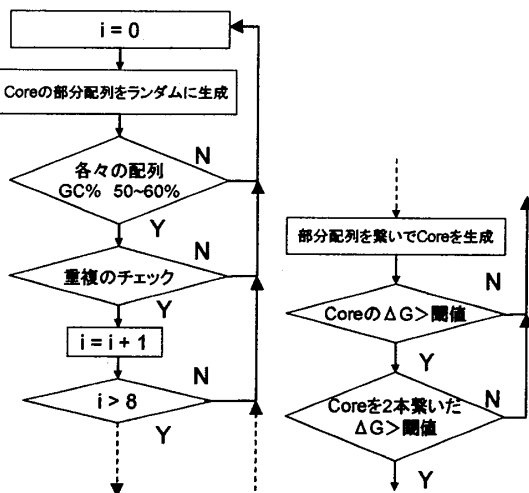 i = 0
Coreの部分配列をランダムに生成
各々の配列
GC% 50~60%
N
Y
重複のチェック
N
Y
i = i + 1
i > 8
N
Y
部分配列を繋いでCoreを生成
CoreのΔG>閾値
N
Y
Coreを2本繋いだ
ΔG>閾値
N
Y